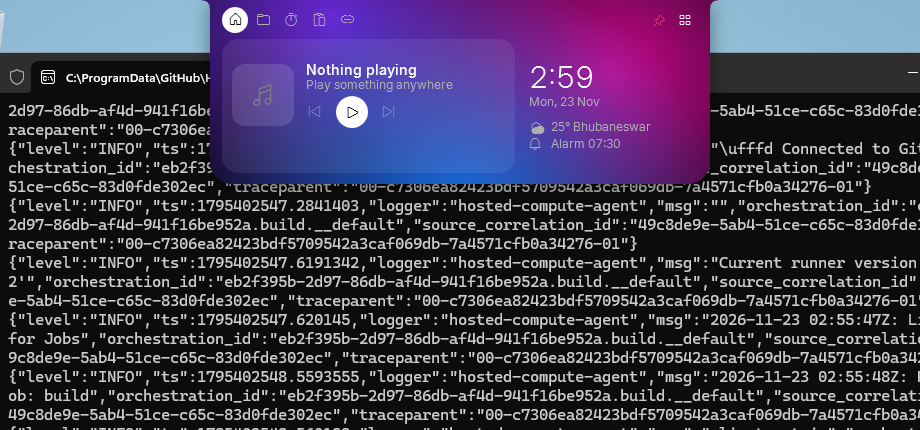 C:\ProgramData\GitHub\H
Nothing playing
Play something anywhere
2:59
Mon, 23 Nov
25° Bhubaneswar
Alarm 07:30
2d97-86db-af4d-941f16be
-5ab4-51ce-c65c-83d0fde3
raceparent":"00-c7306ea
{"level":"INFO","ts":17
"\ufffd Connected to Git
chestration_id":"eb2f395
_correlation_id":"49c8de
51ce-c65c-83d0fde302ec","traceparent":"00-c7306ea82423bdf5709542a3caf069db-7a4571cfb0a34276-01"}
{"level":"INFO","ts":1795402547.2841403,"logger":"hosted-compute-agent","msg":"","orchestration_id":"e
2d97-86db-af4d-941f16be952a.build.__default","source_correlation_id":"49c8de9e-5ab4-51ce-c65c-83d0fde3
raceparent":"00-c7306ea82423bdf5709542a3caf069db-7a4571cfb0a34276-01"}
{"level":"INFO","ts":1795402547.6191342,"logger":"hosted-compute-agent","msg":"Current runner version
2'","orchestration_id":"eb2f395b-2d97-86db-af4d-941f16be952a.build.__default","source_correlation_id":
e-5ab4-51ce-c65c-83d0fde302ec","traceparent":"00-c7306ea82423bdf5709542a3caf069db-7a4571cfb0a34276-01"
{"level":"INFO","ts":1795402547.620145,"logger":"hosted-compute-agent","msg":"2026-11-23 02:55:47Z: Li
for Jobs","orchestration_id":"eb2f395b-2d97-86db-af4d-941f16be952a.build.__default","source_correlatio
9c8de9e-5ab4-51ce-c65c-83d0fde302ec","traceparent":"00-c7306ea82423bdf5709542a3caf069db-7a4571cfb0a342
{"level":"INFO","ts":1795402548.5593555,"logger":"hosted-compute-agent","msg":"2026-11-23 02:55:48Z: R
ob: build","orchestration_id":"eb2f395b-2d97-86db-af4d-941f16be952a.build.__default","source_correlati
49c8de9e-5ab4-51ce-c65c-83d0fde302ec","traceparent":"00-c7306ea82423bdf5709542a3caf069db-7a4571cfb0a34